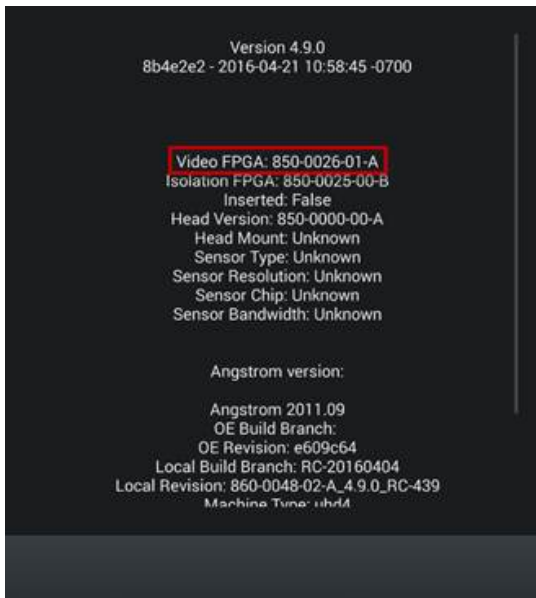 Version 4.9.0
8b4e2e2 - 2016-04-21 10:58:45 -0700
Video FPGA: 850-0026-01-A
Isolation FPGA: 850-0025-00-B
Inserted: False
Head Version: 850-0000-00-A
Head Mount: Unknown
Sensor Type: Unknown
Sensor Resolution: Unknown
Sensor Chip: Unknown
Sensor Bandwidth: Unknown
Angstrom version:
Angstrom 2011.09
OE Build Branch:
OE Revision: e609c64
Local Build Branch: RC-20160404
Local Revision: 860-0048-02-A_4.9.0_RC-439
Machine Type: uhd4